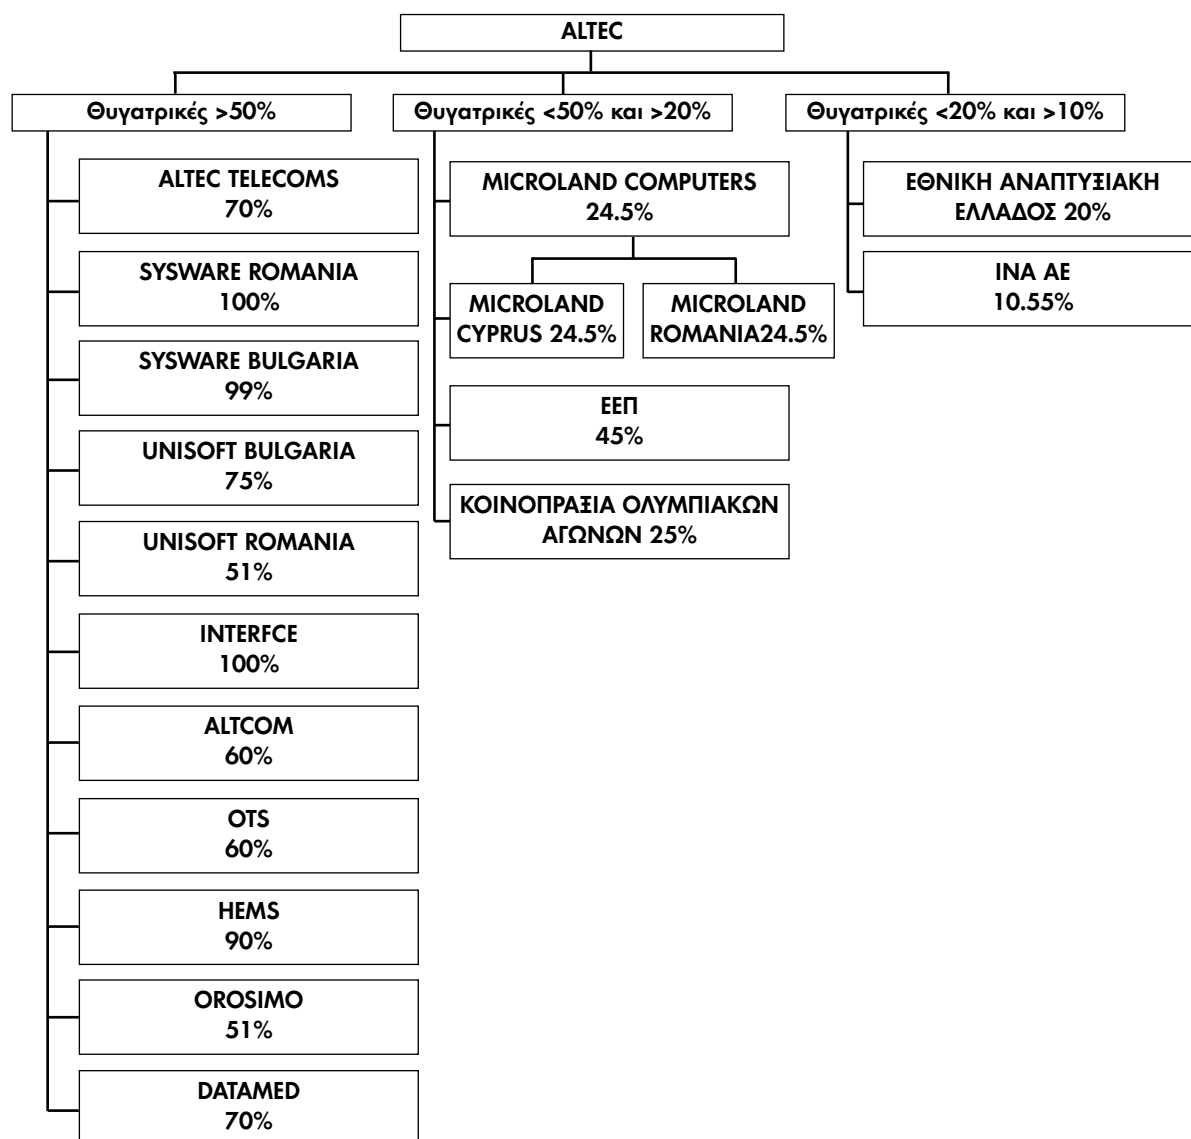 ALTEC
Θυγατρικές >50%
ALTEC TELECOMS
70%
SYSWARE ROMANIA
100%
SYSWARE BULGARIA
99%
UNISOFT BULGARIA
75%
UNISOFT ROMANIA
51%
INTERFCE
100%
ALTCOM
60%
OTS
60%
HEMS
90%
OROSIMO
51%
DATAMED
70%
Θυγατρικές <50% και >20%
MICROLAND COMPUTERS
24.5%
MICROLAND
CYPRUS 24.5%
MICROLAND
ROMANIA24.5%
ΕΕΠ
45%
ΚΟΙΝΟΠΡΑΞΙΑ ΟΛΥΜΠΙΑΚΩΝ
ΑΓΩΝΩΝ 25%
Θυγατρικές <20% και >10%
ΕΘΝΙΚΗ ΑΝΑΠΤΥΞΙΑΚΗ
ΕΛΛΑΔΟΣ 20%
ΙΝΑ ΑΕ
10.55%